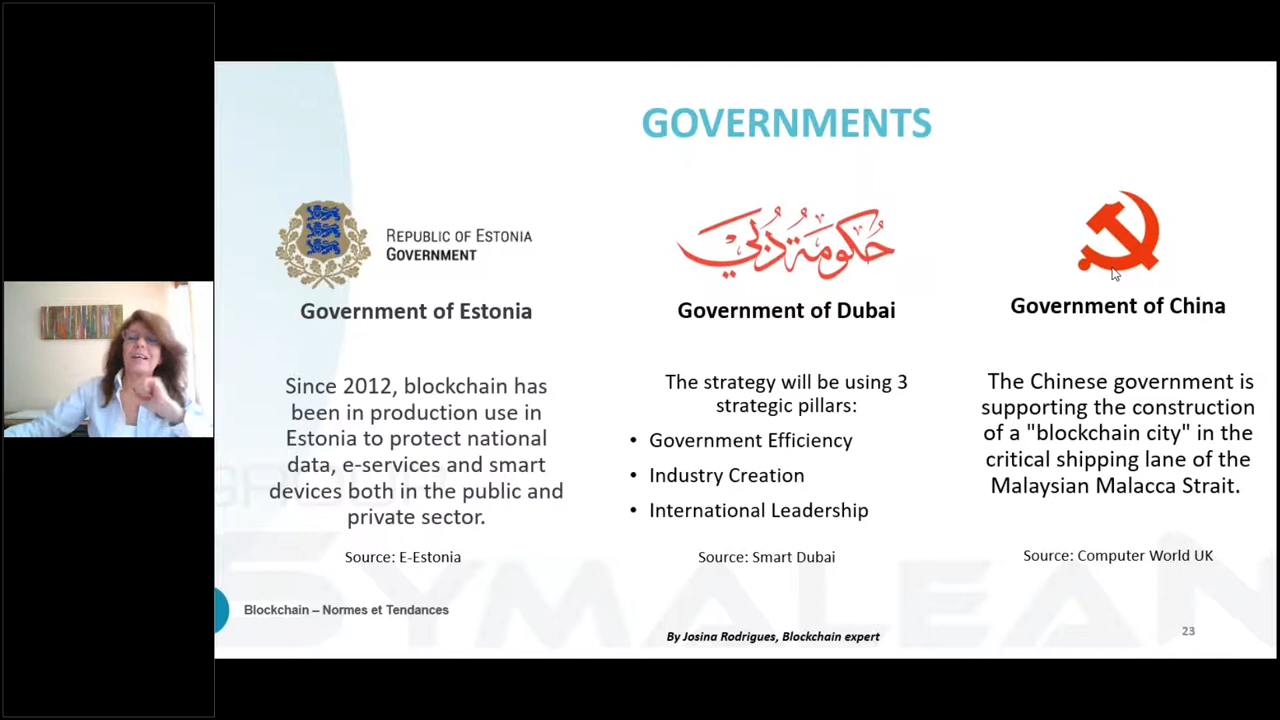 GOVERNMENTS
REPUBLIC OF ESTONIA
GOVERNMENT
Government of Estonia
Since 2012, blockchain has
been in production use in
Estonia to protect national
data, e-services and smart
devices both in the public and
private sector.
Source: E-Estonia
حكومة دبي
Government of Dubai
The strategy will be using 3
strategic pillars:
• Government Efficiency
• Industry Creation
• International Leadership
Source: Smart Dubai
Government of China
The Chinese government is
supporting the construction
of a "blockchain city" in the
critical shipping lane of the
Malaysian Malacca Strait.
Source: Computer World UK
GROUP
SYMALEAN
Blockchain – Normes et Tendances
By Josina Rodrigues, Blockchain expert
23